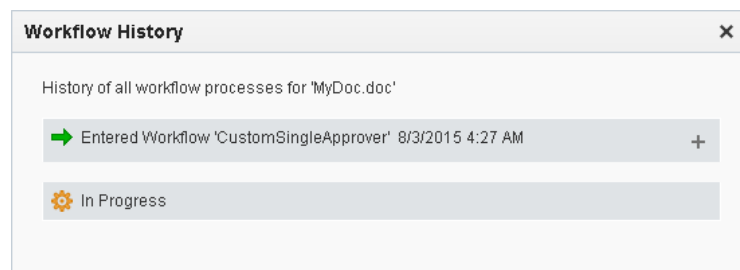 Workflow History
History of all workflow processes for 'MyDoc.doc'
Entered Workflow 'CustomSingleApprover' 8/3/2015 4:27 AM
In Progress